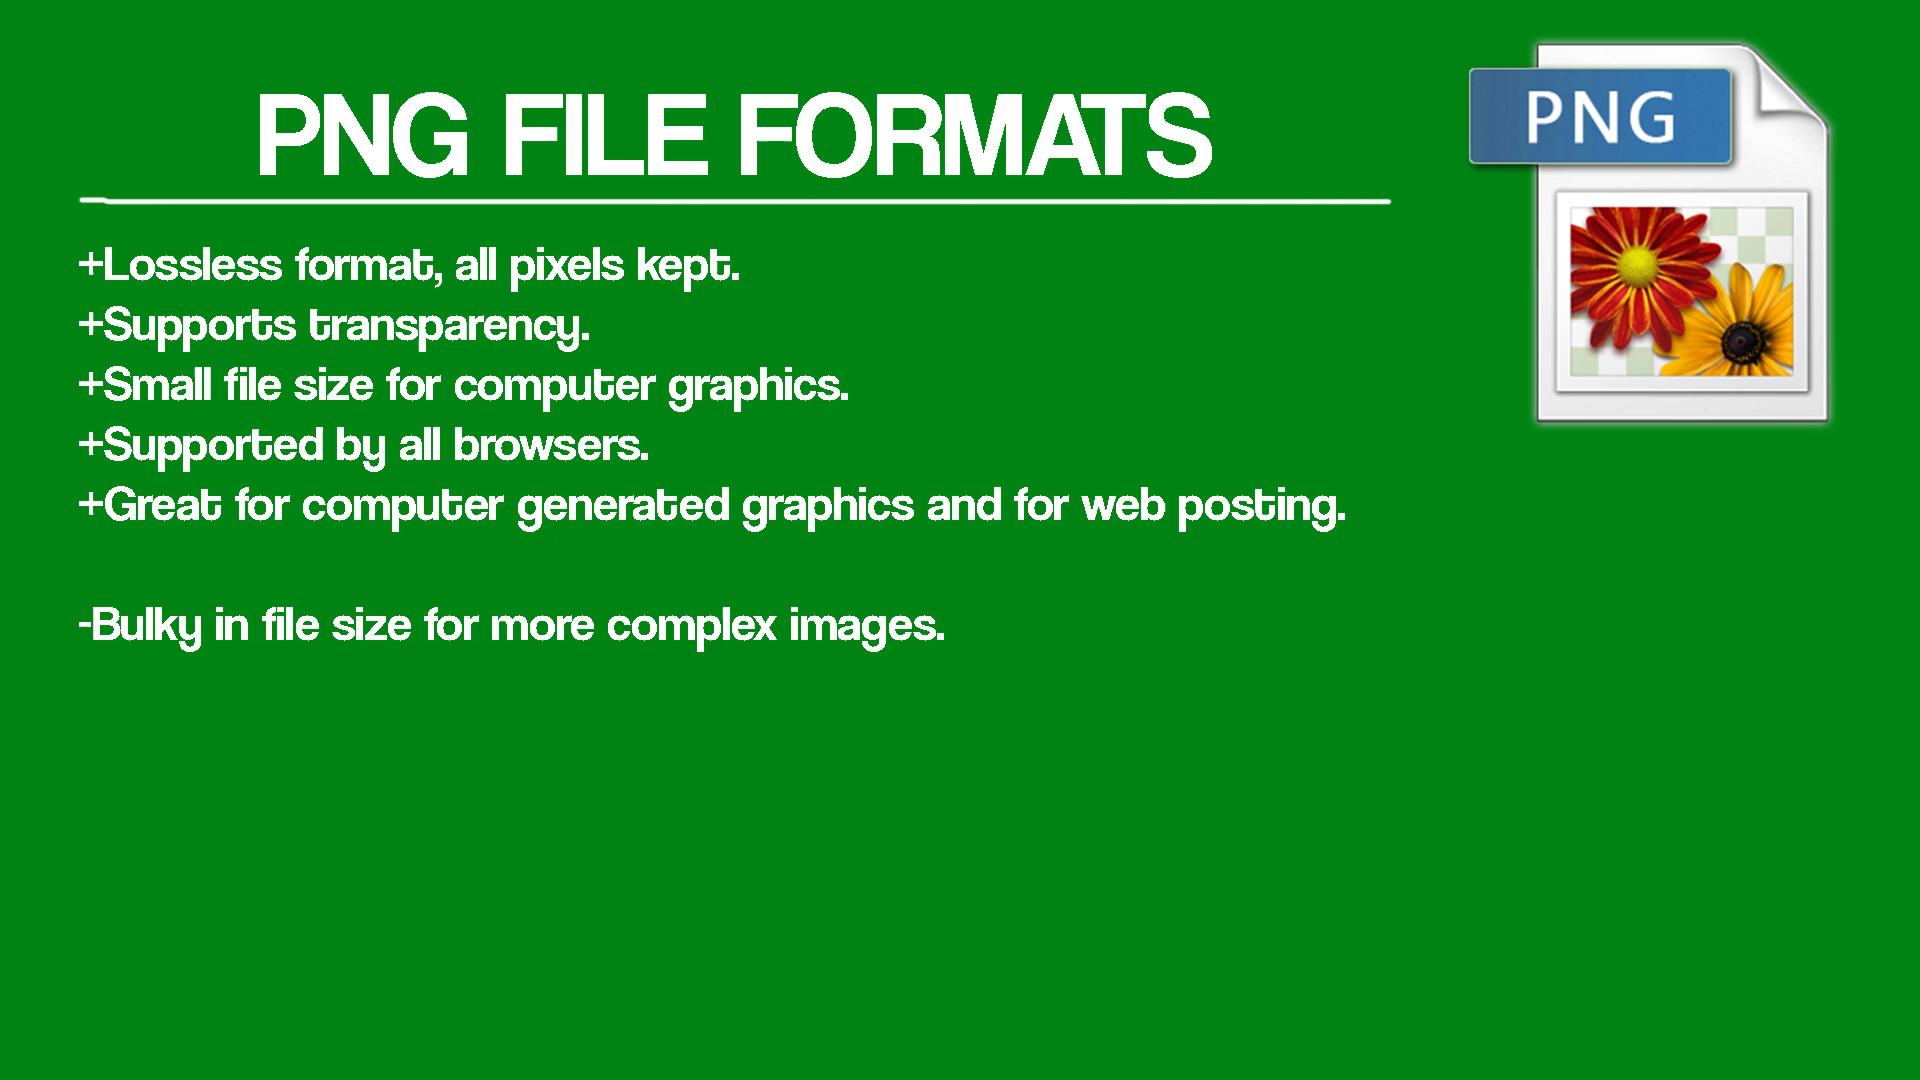 PNG FILE FORMATS
PNG
+Lossless format, all pixels kept.
+Supports transparency.
+Small file size for computer graphics.
+Supported by all browsers.
+Great for computer generated graphics and for web posting.
-Bulky in file size for more complex images.